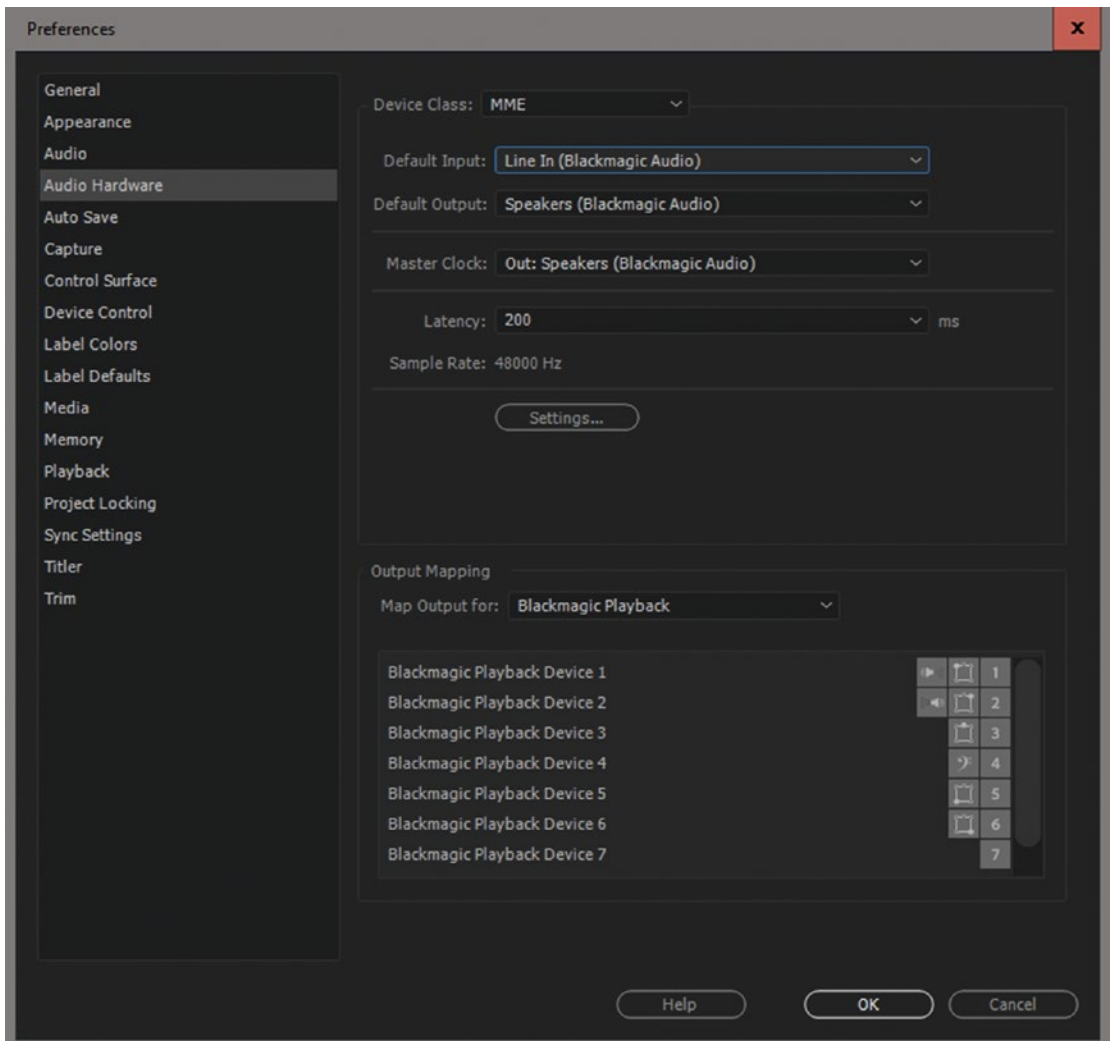 Preferences
x
General
Appearance
Audio
Audio Hardware
Auto Save
Capture
Control Surface
Device Control
Label Colors
Label Defaults
Media
Memory
Playback
Project Locking
Sync Settings
Titler
Trim
Device Class: MME
Default Input: Line In (Blackmagic Audio)
Default Output: Speakers (Blackmagic Audio)
Master Clock: Out: Speakers (Blackmagic Audio)
Latency: 200 ms
Sample Rate: 48000 Hz
Settings...
Output Mapping
Map Output for: Blackmagic Playback
Blackmagic Playback Device 1 1
Blackmagic Playback Device 2 2
Blackmagic Playback Device 3 3
Blackmagic Playback Device 4 4
Blackmagic Playback Device 5 5
Blackmagic Playback Device 6 6
Blackmagic Playback Device 7 7
Help OK Cancel